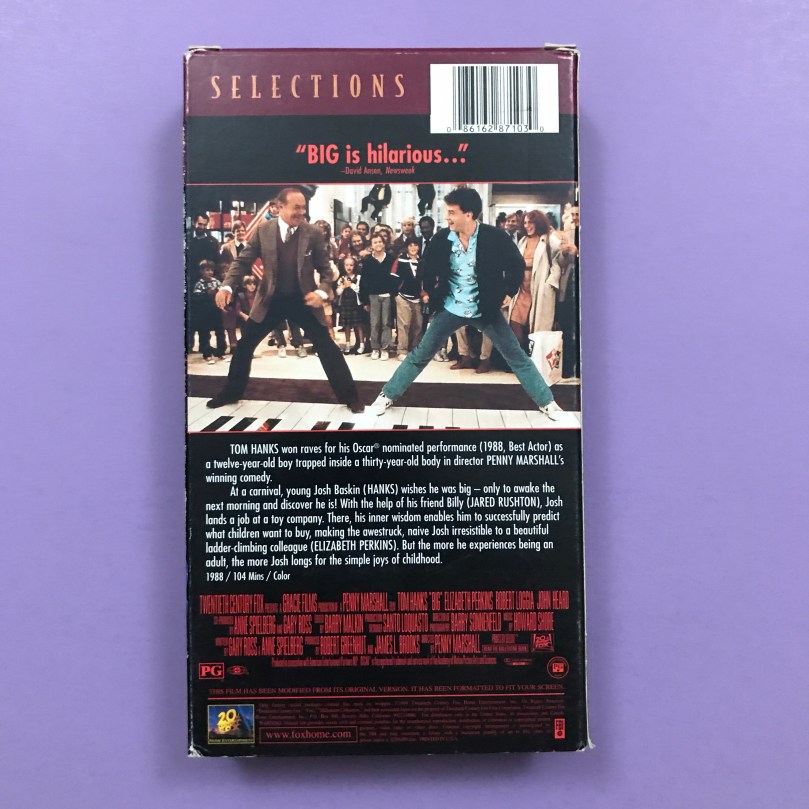 SELECTIONS
0 86162 87103 0
"BIG is hilarious..."
–David Ansen, Newsweek
TOM HANKS won raves for his Oscar® nominated performance (1988, Best Actor) as
a twelve-year-old boy trapped inside a thirty-year-old body in director PENNY MARSHALL's
winning comedy.
At a carnival, young Josh Baskin (HANKS) wishes he was big – only to awake the
next morning and discover he is! With the help of his friend Billy (JARED RUSHTON), Josh
lands a job at a toy company. There, his inner wisdom enables him to successfully predict
what children want to buy, making the awestruck, naive Josh irresistible to a beautiful
ladder-climbing colleague (ELIZABETH PERKINS). But the more he experiences being an
adult, the more Josh longs for the simple joys of childhood.
1988 / 104 Mins / Color
TWENTIETH CENTURY FOX GRACIE FILMS PENNY MARSHALL TOM HANKS "BIG" ELIZABETH PERKINS ROBERT LOGGIA JOHN HEARD
ANNE SPIELBERG AND GARY ROSS BARRY MALKIN SANTO LOQUASTO BARRY SONNENFELD HOWARD SHORE
GARY ROSS & ANNE SPIELBERG ROBERT GREENHUT AND JAMES L. BROOKS PENNY MARSHALL
PG
THIS FILM HAS BEEN MODIFIED FROM ITS ORIGINAL VERSION. IT HAS BEEN FORMATTED TO FIT YOUR SCREEN.
www.foxhome.com